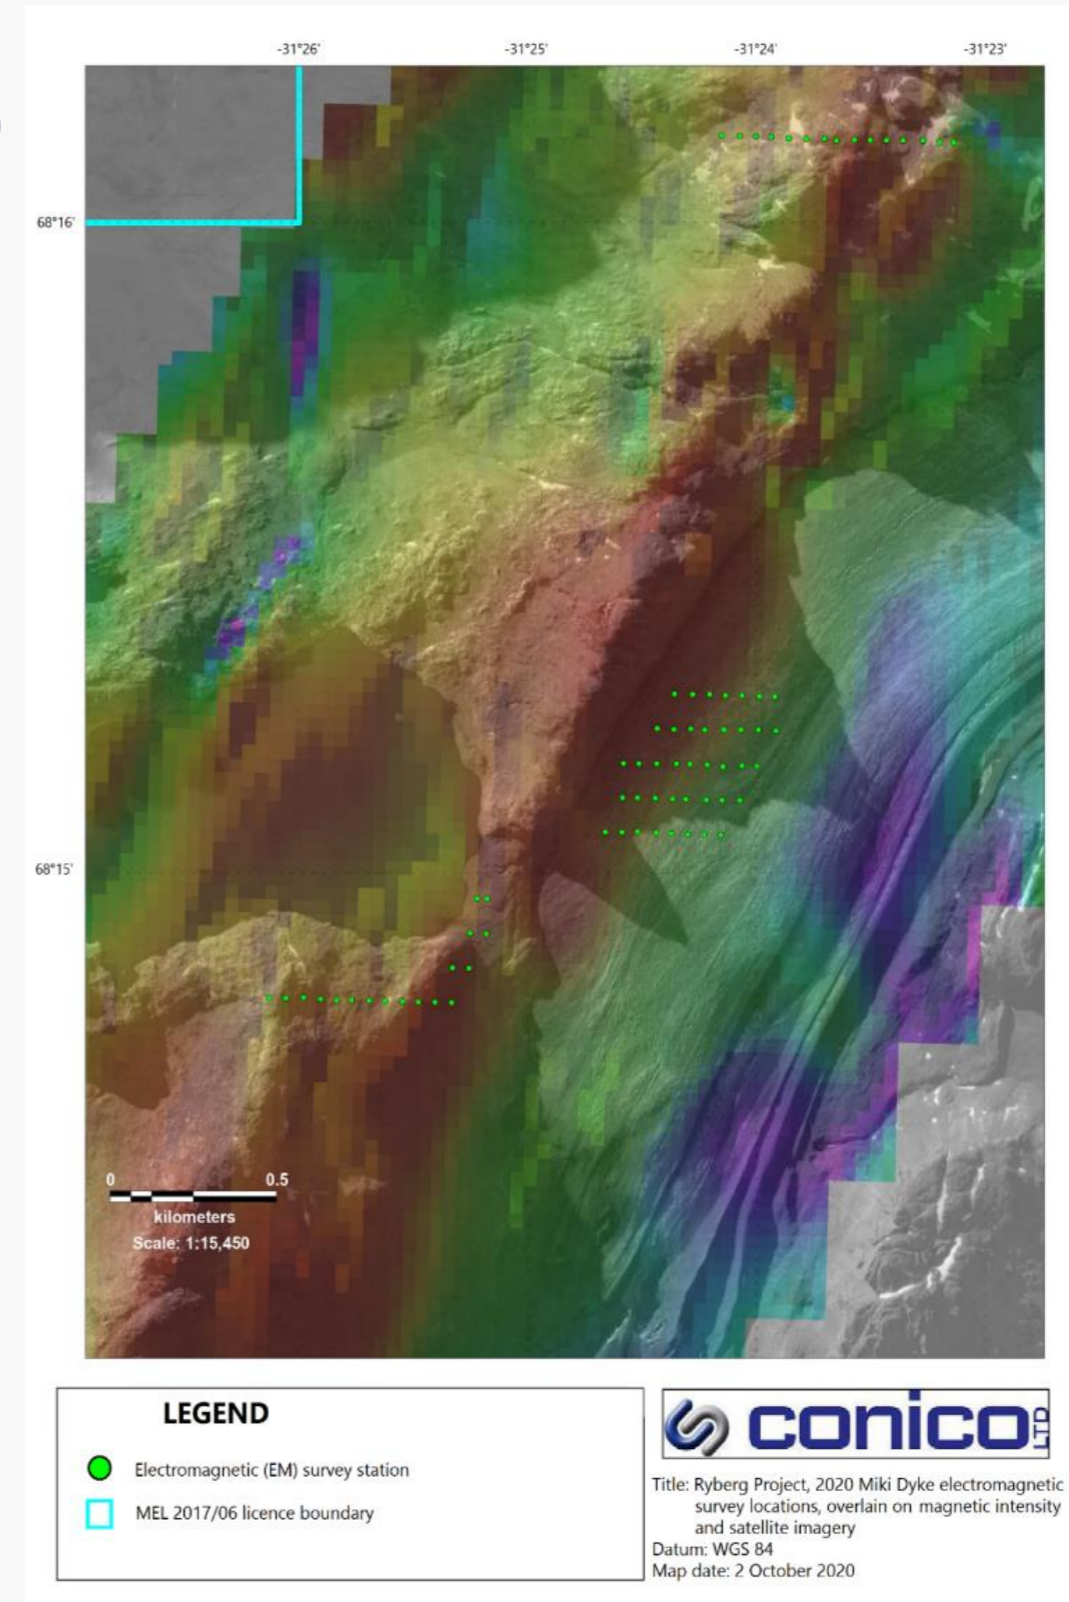 -31°26' -31°25' -31°24' -31°23'
68°16'
68°15'
0 0.5
kilometers
Scale: 1:15,450
LEGEND
Electromagnetic (EM) survey station
MEL 2017/06 licence boundary
conico LTD
Title: Ryberg Project, 2020 Miki Dyke electromagnetic
survey locations, overlain on magnetic intensity
and satellite imagery
Datum: WGS 84
Map date: 2 October 2020